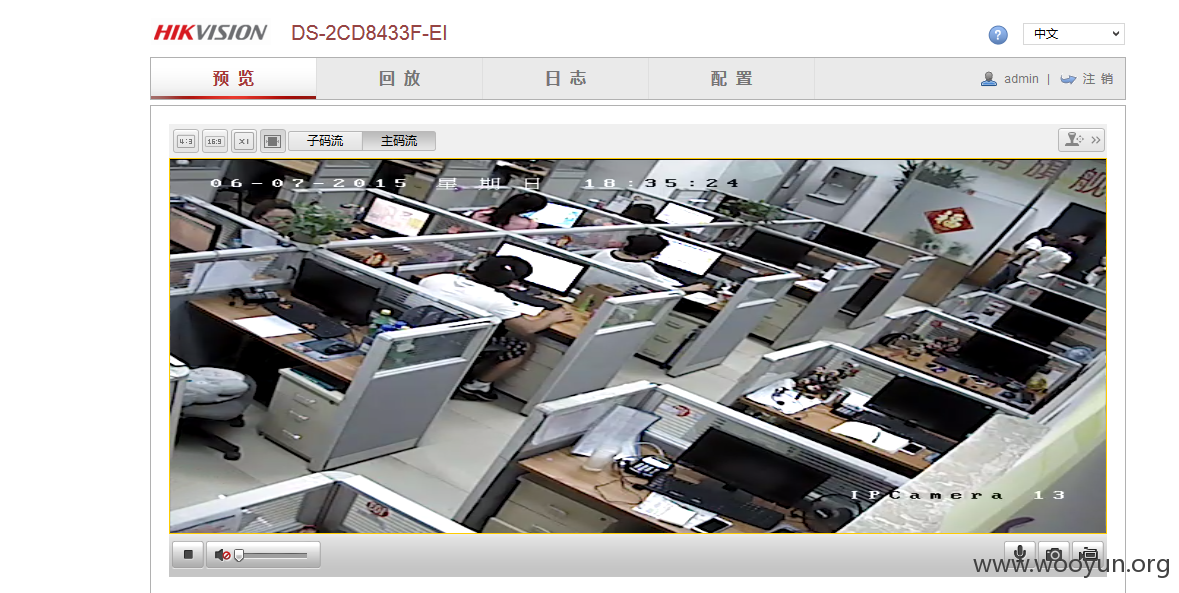 HIKVISION DS-2CD8433F-EI
中文
预览 回放 日志 配置 admin | 注销
4:3 16:9 X1 子码流 主码流
06-07-2015 星期日 18:35:24
福
IPCamera 13
www.wooyun.org